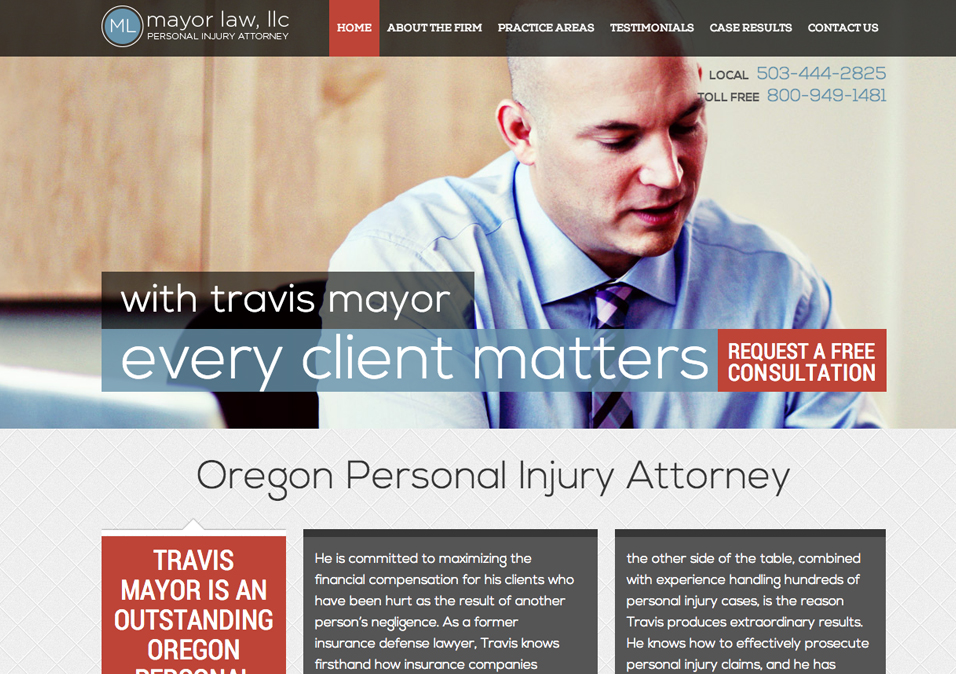 ML
mayor law, llc
PERSONAL INJURY ATTORNEY
HOME ABOUT THE FIRM PRACTICE AREAS TESTIMONIALS CASE RESULTS CONTACT US
LOCAL 503-444-2825
TOLL FREE 800-949-1481
with travis mayor
every client matters
REQUEST A FREE
CONSULTATION
Oregon Personal Injury Attorney
TRAVIS
MAYOR IS AN
OUTSTANDING
OREGON
PERSONAL
He is committed to maximizing the
financial compensation for his clients who
have been hurt as the result of another
person's negligence. As a former
insurance defense lawyer, Travis knows
firsthand how insurance companies
the other side of the table, combined
with experience handling hundreds of
personal injury cases, is the reason
Travis produces extraordinary results.
He knows how to effectively prosecute
personal injury claims, and he has